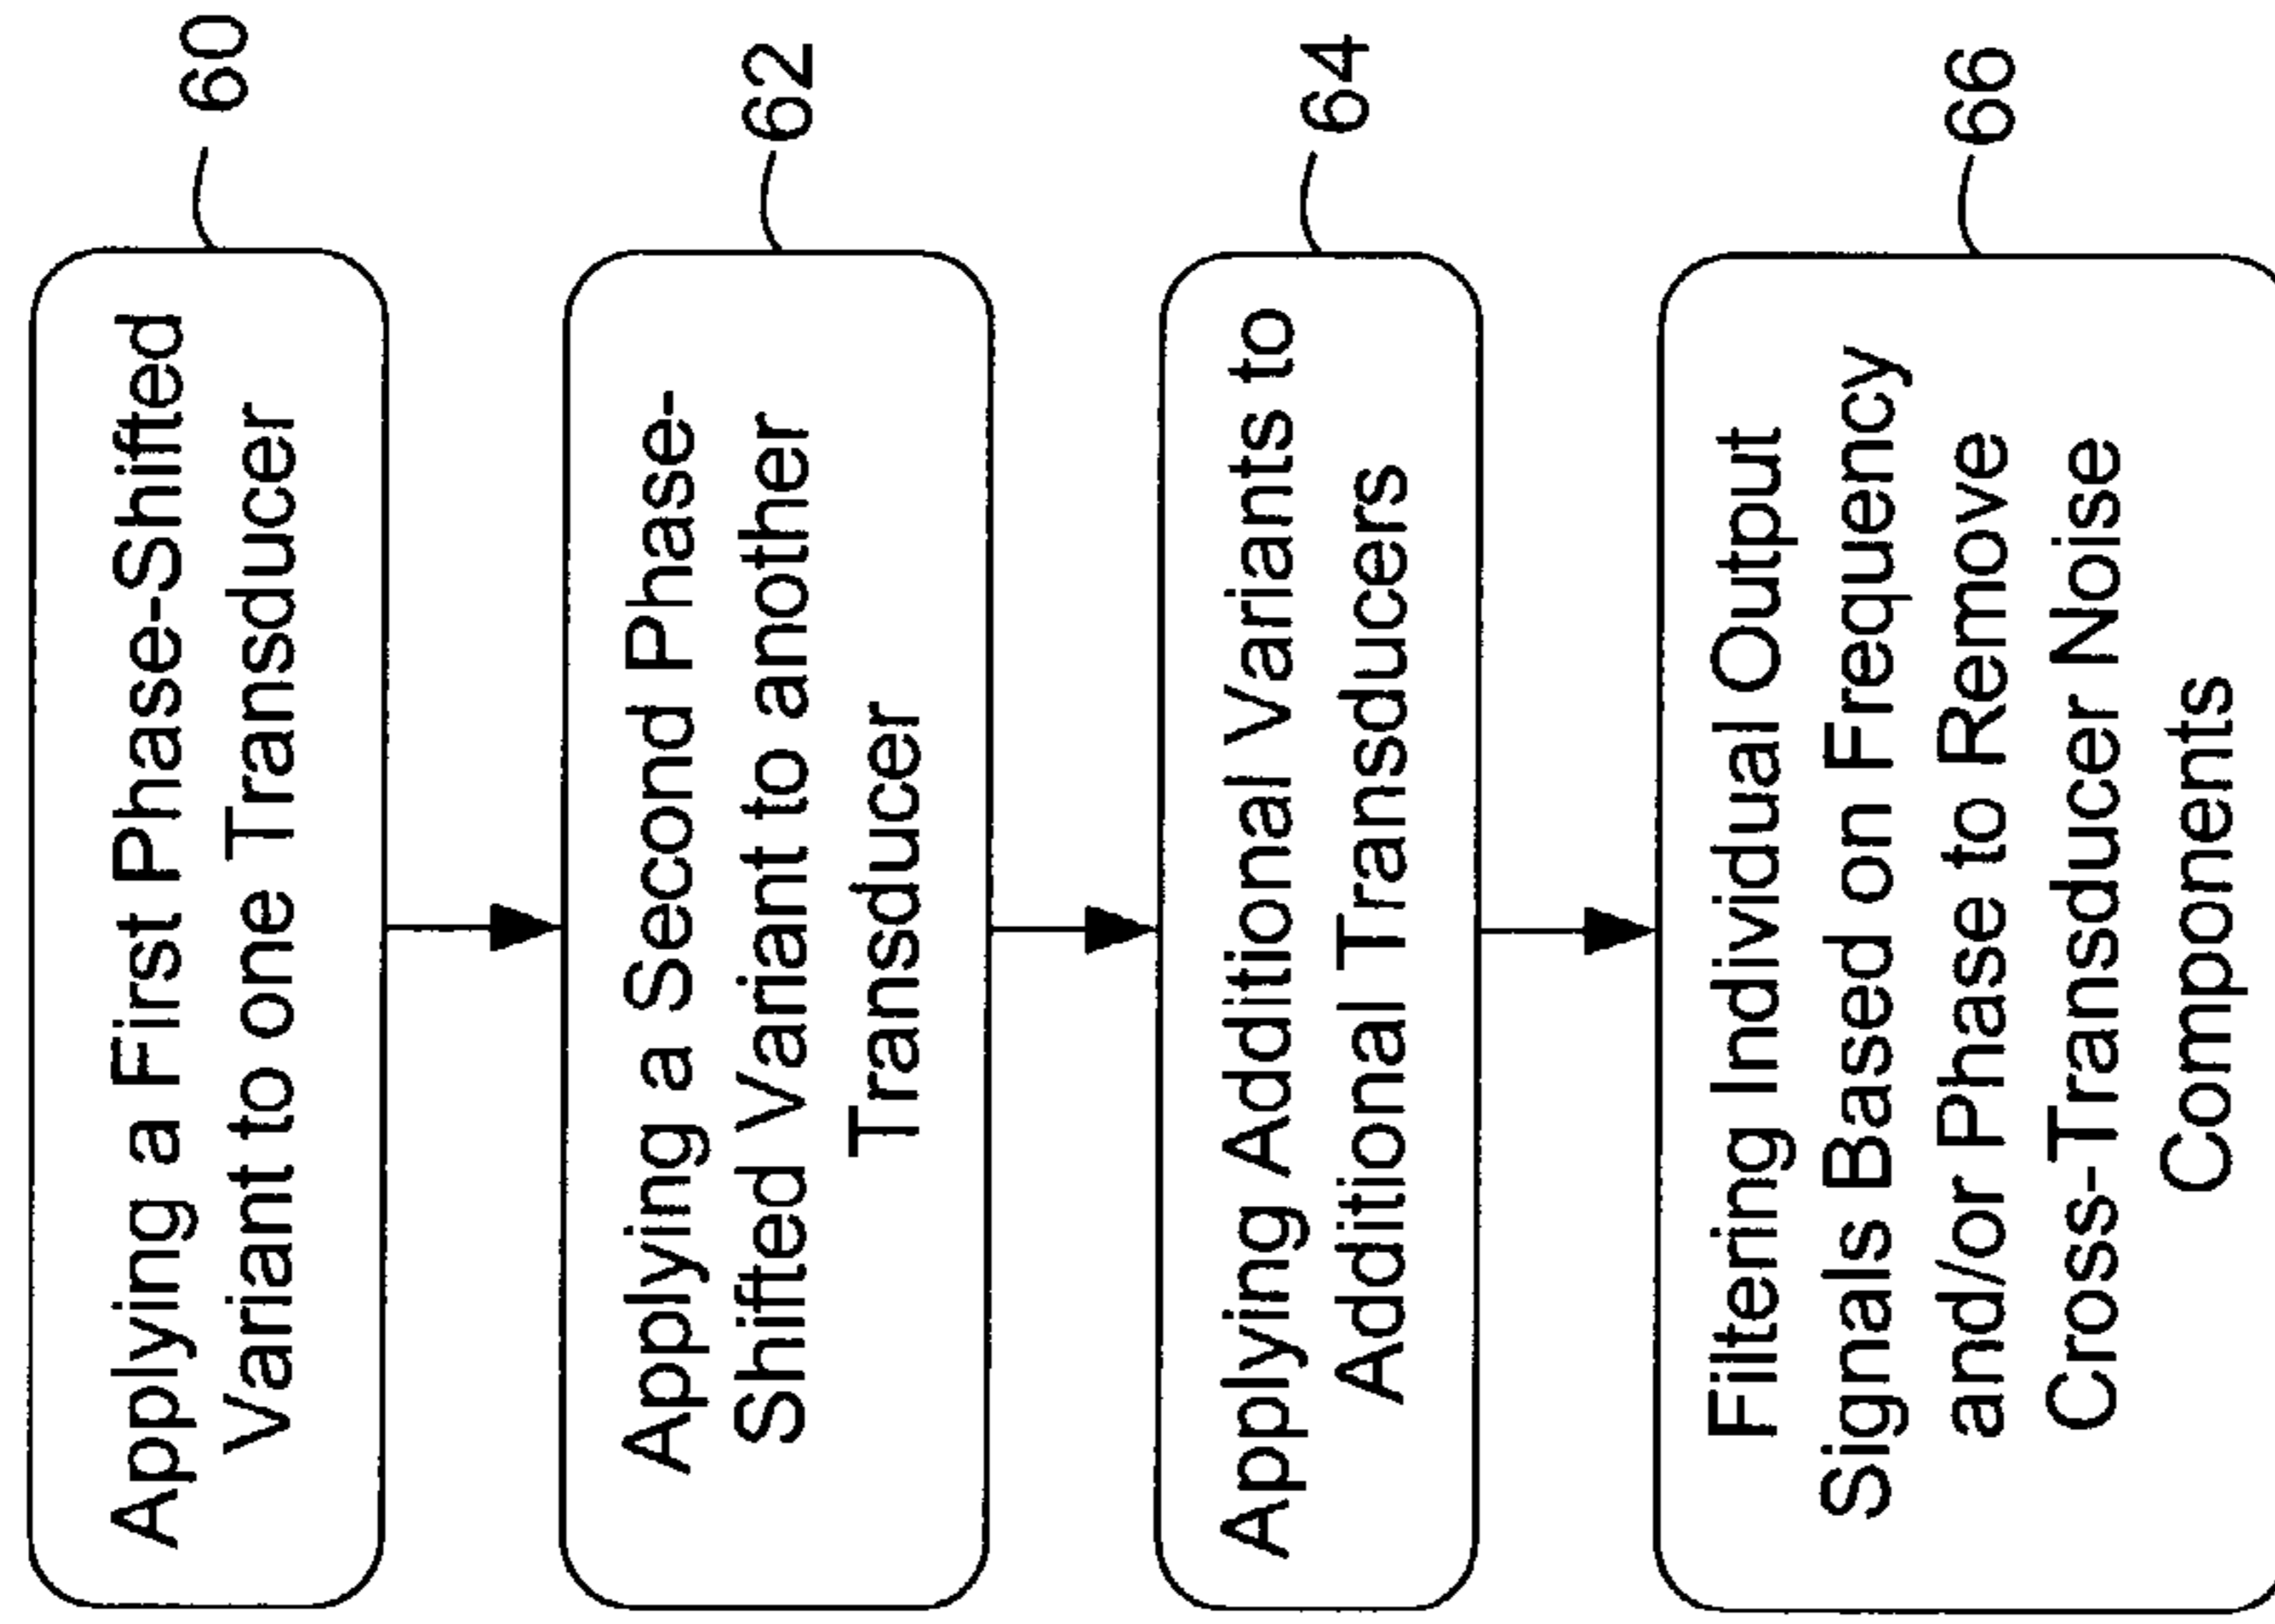 Applying a First Phase-Shifted
Variant to one Transducer
60
Applying a Second Phase-
Shifted Variant to another
Transducer
62
Applying Additional Variants to
Additional Transducers
64
Filtering Individual Output
Signals Based on Frequency
and/or Phase to Remove
Cross-Transducer Noise
Components
66